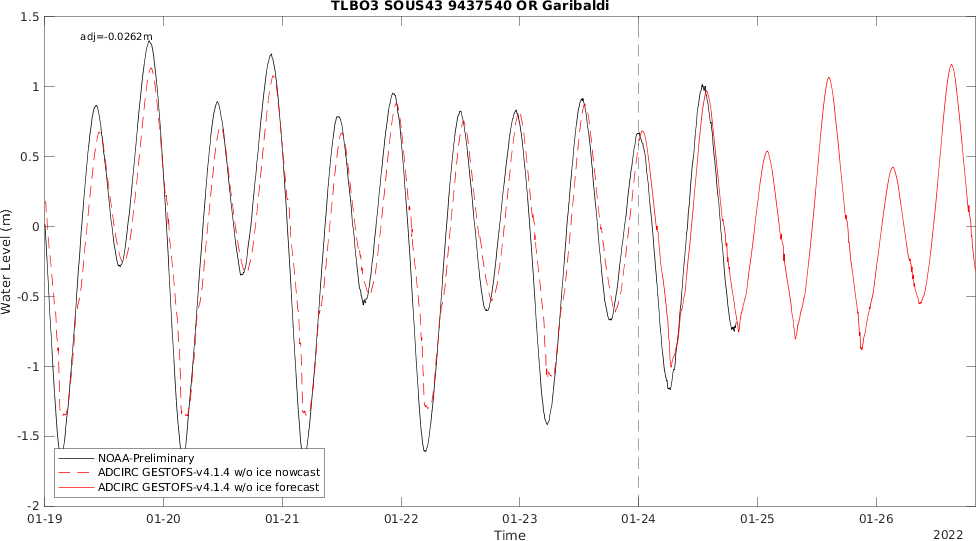 TLBO3 SOUS43 9437540 OR Garibaldi
adj=-0.0262m
1.5
1
0.5
0
-0.5
-1
-1.5
-2
Water Level (m)
NOAA-Preliminary
ADCIRC GESTOFS-v4.1.4 w/o ice nowcast
ADCIRC GESTOFS-v4.1.4 w/o ice forecast
01-19 01-20 01-21 01-22 01-23 01-24 01-25 01-26
Time
2022